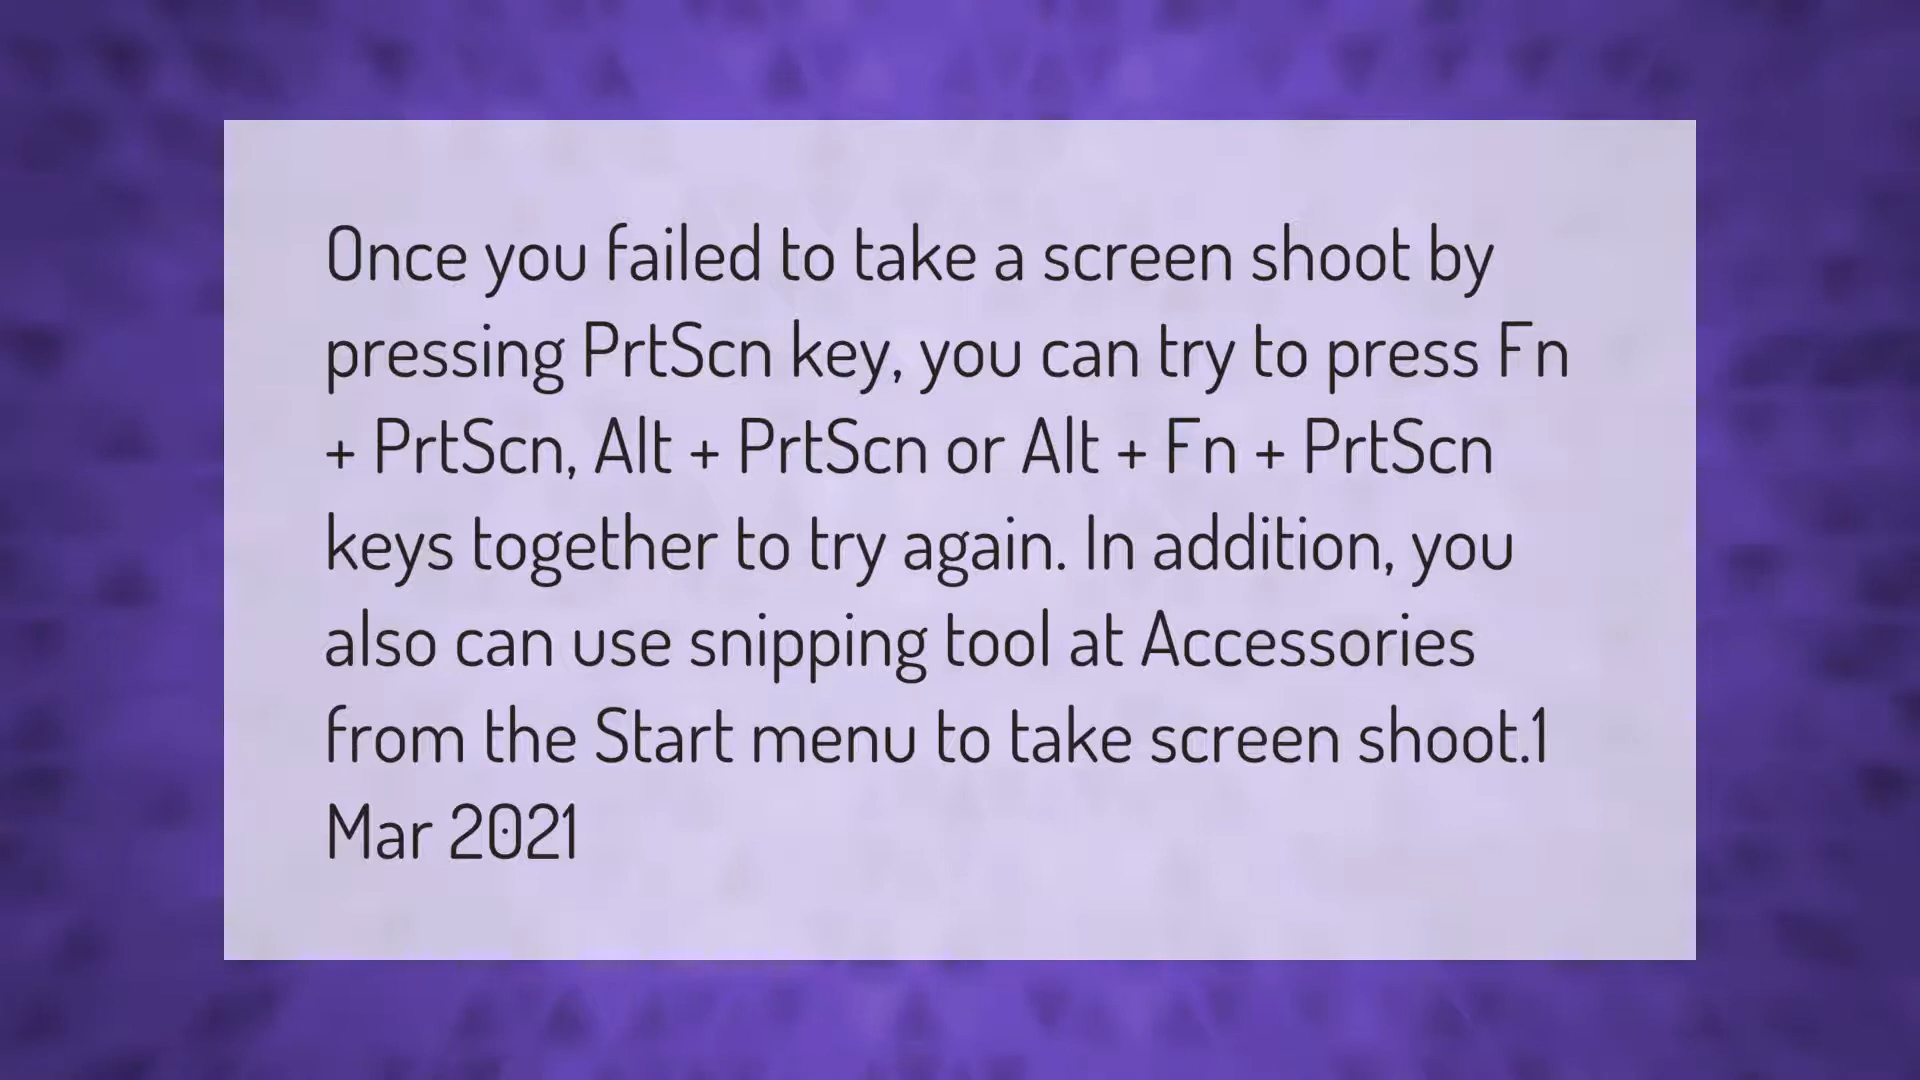 Once you failed to take a screen shoot by
pressing PrtScn key, you can try to press Fn
+ PrtScn, Alt + PrtScn or Alt + Fn + PrtScn
keys together to try again. In addition, you
also can use snipping tool at Accessories
from the Start menu to take screen shoot.1
Mar 2021